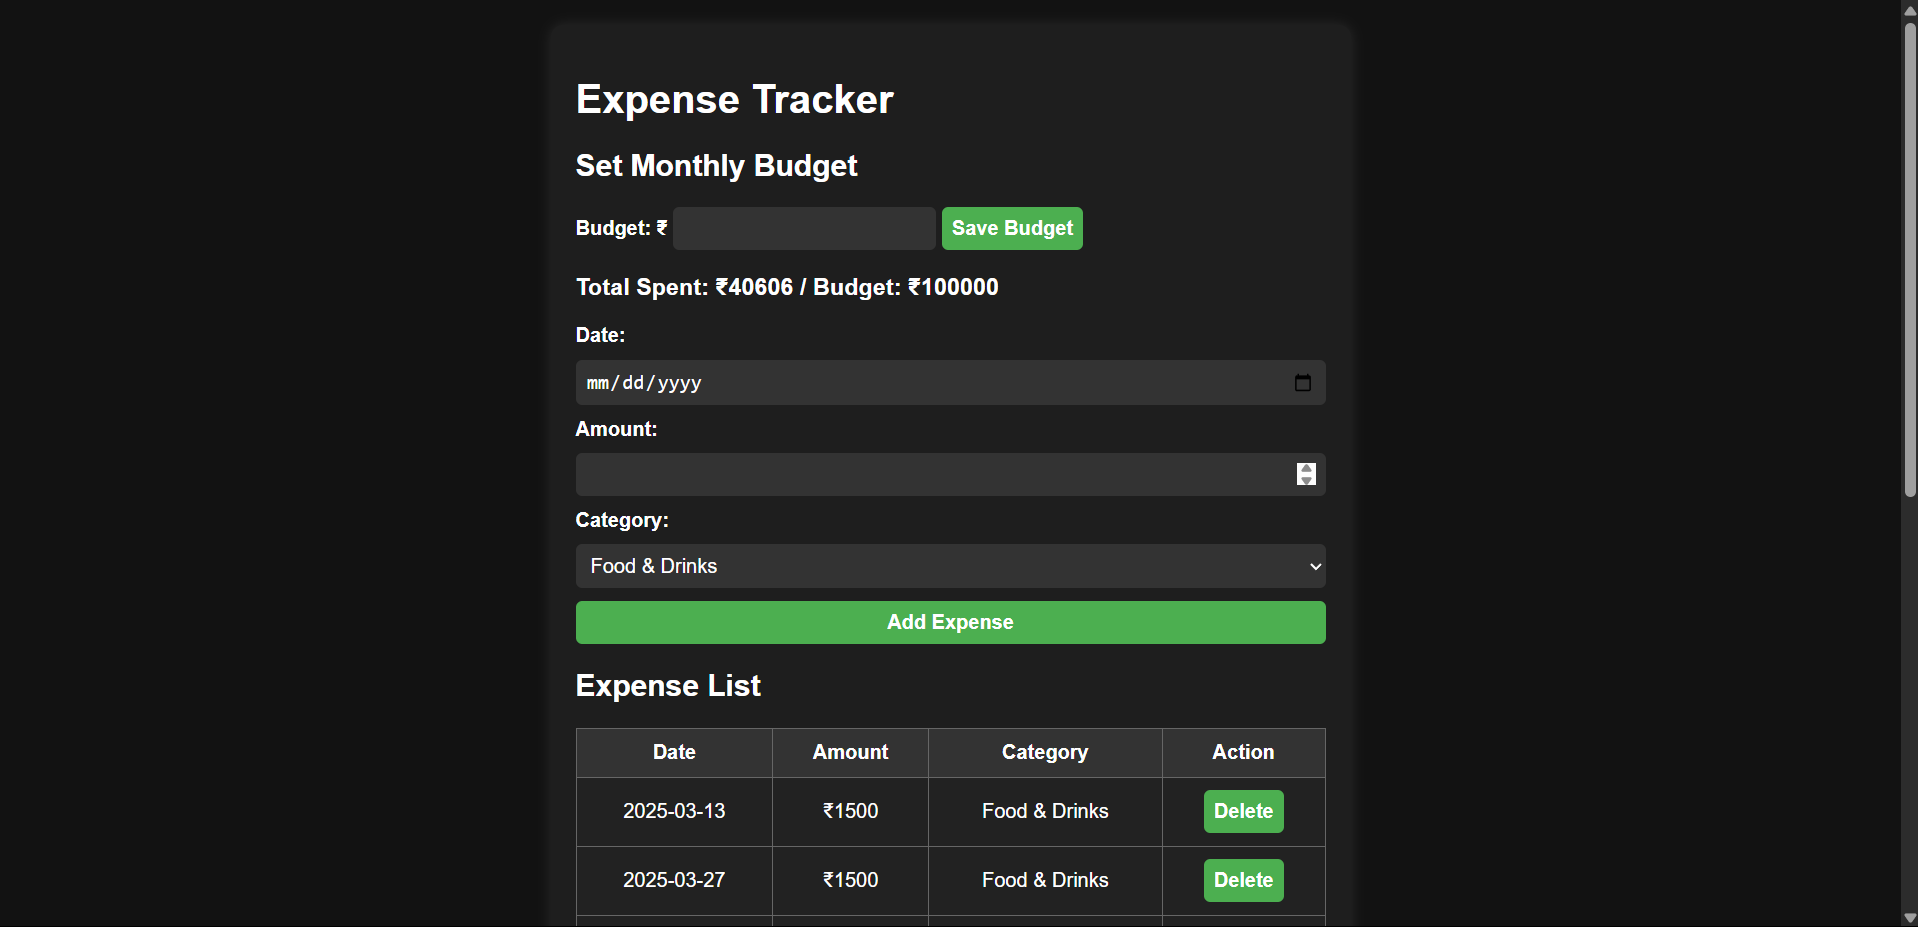 Expense Tracker
Set Monthly Budget
Budget: ₹ Save Budget
Total Spent: ₹40606 / Budget: ₹100000
Date:
mm/dd/yyyy
Amount:
Category:
Food & Drinks
Add Expense
Expense List
Date Amount Category Action
2025-03-13 ₹1500 Food & Drinks Delete
2025-03-27 ₹1500 Food & Drinks Delete